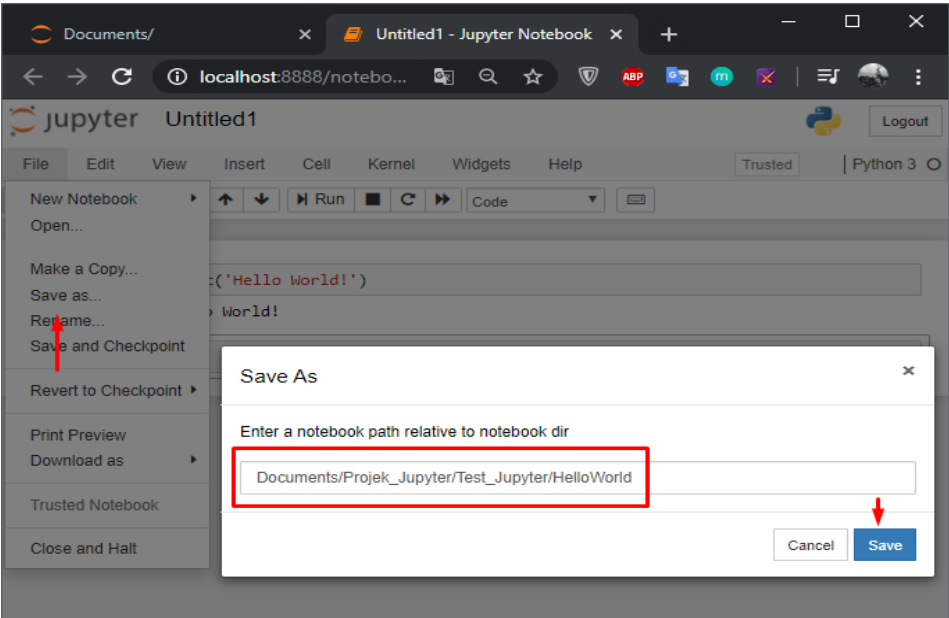 Documents/
Untitled1 - Jupyter Notebook
localhost:8888/notebo...
ABP
m
jupyter Untitled1
Logout
File Edit View Insert Cell Kernel Widgets Help Trusted Python 3
New Notebook
Run Code
Open...
Make a Copy...
('Hello World!')
Save as...
World!
Rename...
Save and Checkpoint
Save As
Revert to Checkpoint
Enter a notebook path relative to notebook dir
Print Preview
Download as
Documents/Projek_Jupyter/Test_Jupyter/HelloWorld
Trusted Notebook
Close and Halt
Cancel Save